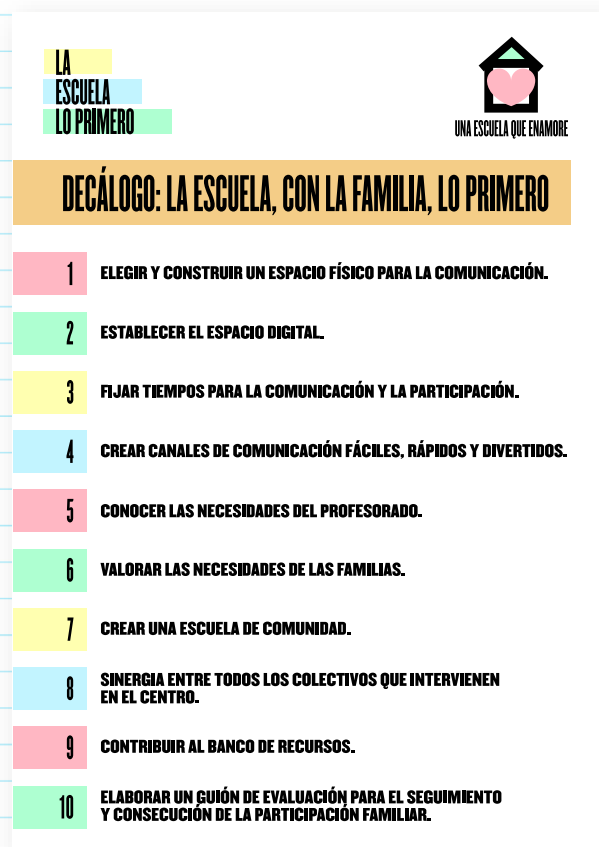 LA
ESCUELA
LO PRIMERO
UNA ESCUELA QUE ENAMORE
DECÁLOGO: LA ESCUELA, CON LA FAMILIA, LO PRIMERO
1 ELEGIR Y CONSTRUIR UN ESPACIO FÍSICO PARA LA COMUNICACIÓN.
2 ESTABLECER EL ESPACIO DIGITAL.
3 FIJAR TIEMPOS PARA LA COMUNICACIÓN Y LA PARTICIPACIÓN.
4 CREAR CANALES DE COMUNICACIÓN FÁCILES, RÁPIDOS Y DIVERTIDOS.
5 CONOCER LAS NECESIDADES DEL PROFESORADO.
6 VALORAR LAS NECESIDADES DE LAS FAMILIAS.
7 CREAR UNA ESCUELA DE COMUNIDAD.
8 SINERGIA ENTRE TODOS LOS COLECTIVOS QUE INTERVIENEN
EN EL CENTRO.
9 CONTRIBUIR AL BANCO DE RECURSOS.
10 ELABORAR UN GUIÓN DE EVALUACIÓN PARA EL SEGUIMIENTO
Y CONSECUCIÓN DE LA PARTICIPACIÓN FAMILIAR.